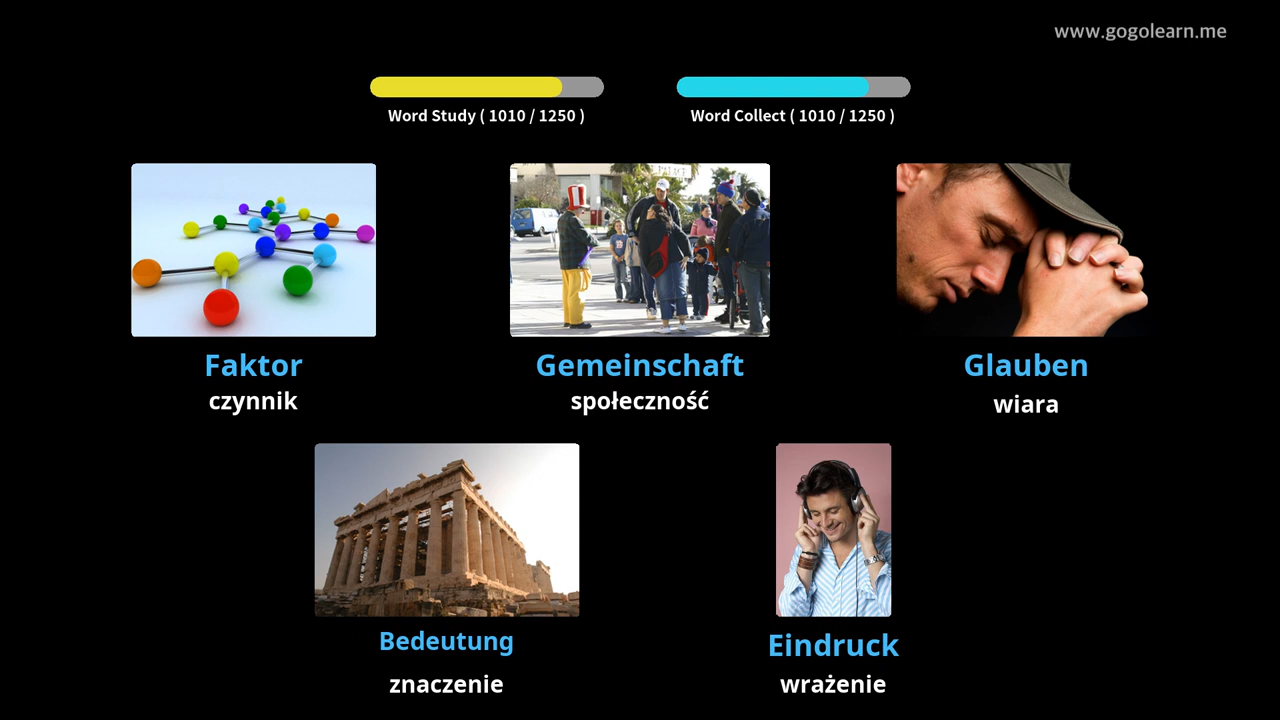 www.gogolearn.me
Word Study ( 1010 / 1250 )
Word Collect ( 1010 / 1250 )
Faktor
czynnik
Gemeinschaft
społeczność
Glauben
wiara
Bedeutung
znaczenie
Eindruck
wrażenie